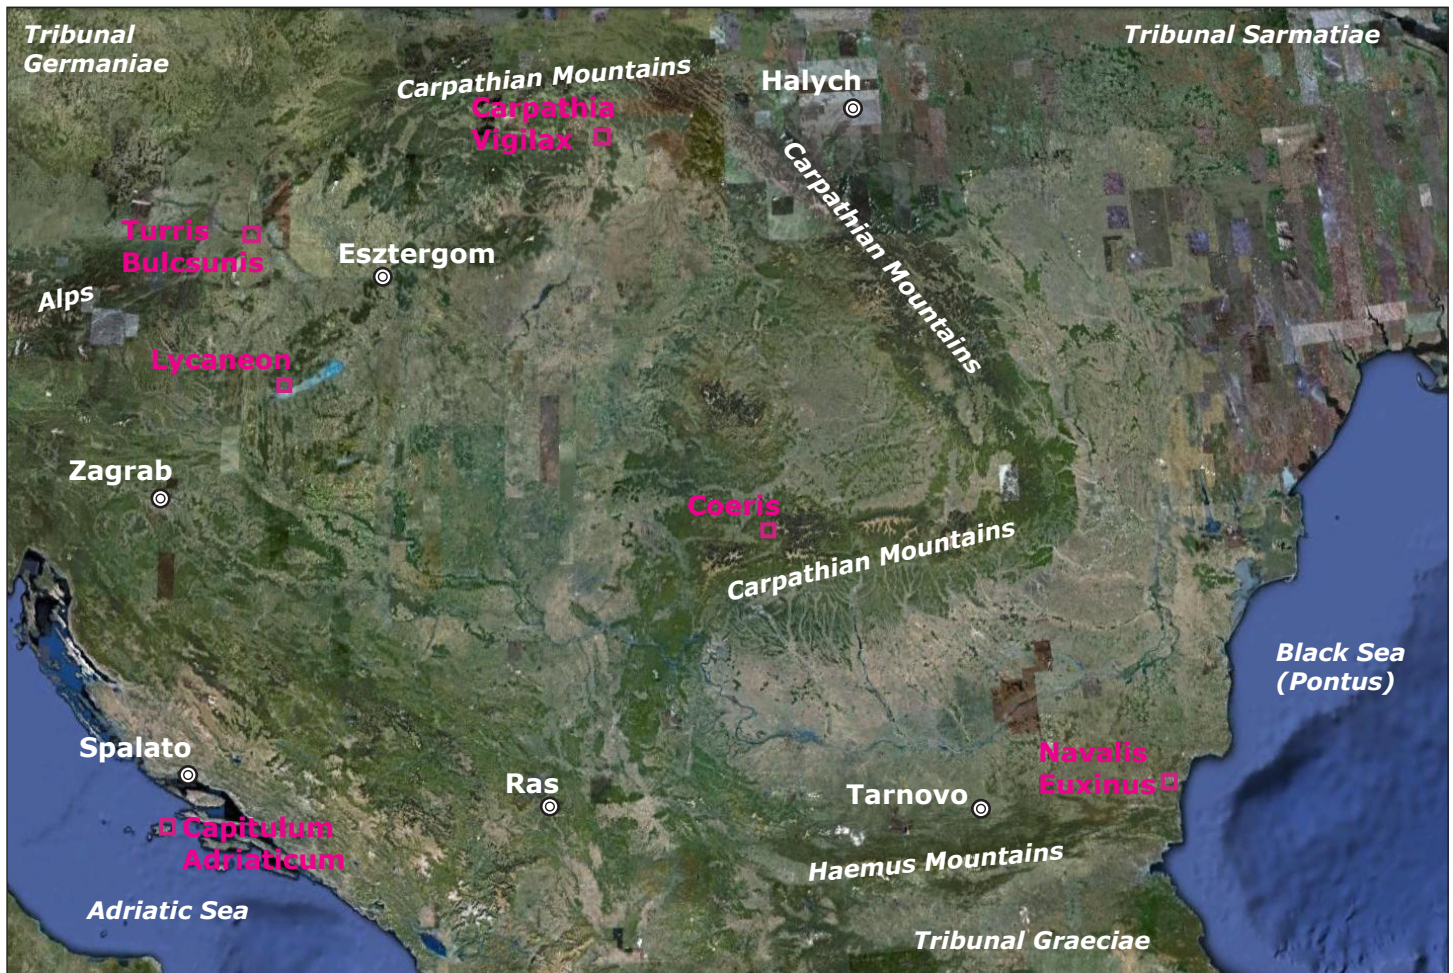 Tribunal
Germaniae
Tribunal Sarmatiae
Carpathian Mountains
Halych
Carpathia
Vigilax
Carpathian Mountains
Turris
Bulcsunis
Esztergom
Alps
Lycaneon
Zagrab
Coeris
Carpathian Mountains
Black Sea
(Pontus)
Spalato
Ras
Navalis
Euxinus
Tarnovo
Capitulum
Adriaticum
Haemus Mountains
Adriatic Sea
Tribunal Graeciae